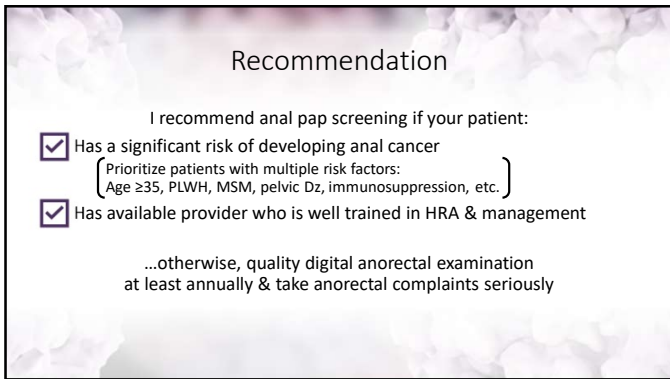 Recommendation
I recommend anal pap screening if your patient:
Has a significant risk of developing anal cancer
Prioritize patients with multiple risk factors:
Age ≥35, PLWH, MSM, pelvic Dz, immunosuppression, etc.
Has available provider who is well trained in HRA & management
...otherwise, quality digital anorectal examination
at least annually & take anorectal complaints seriously